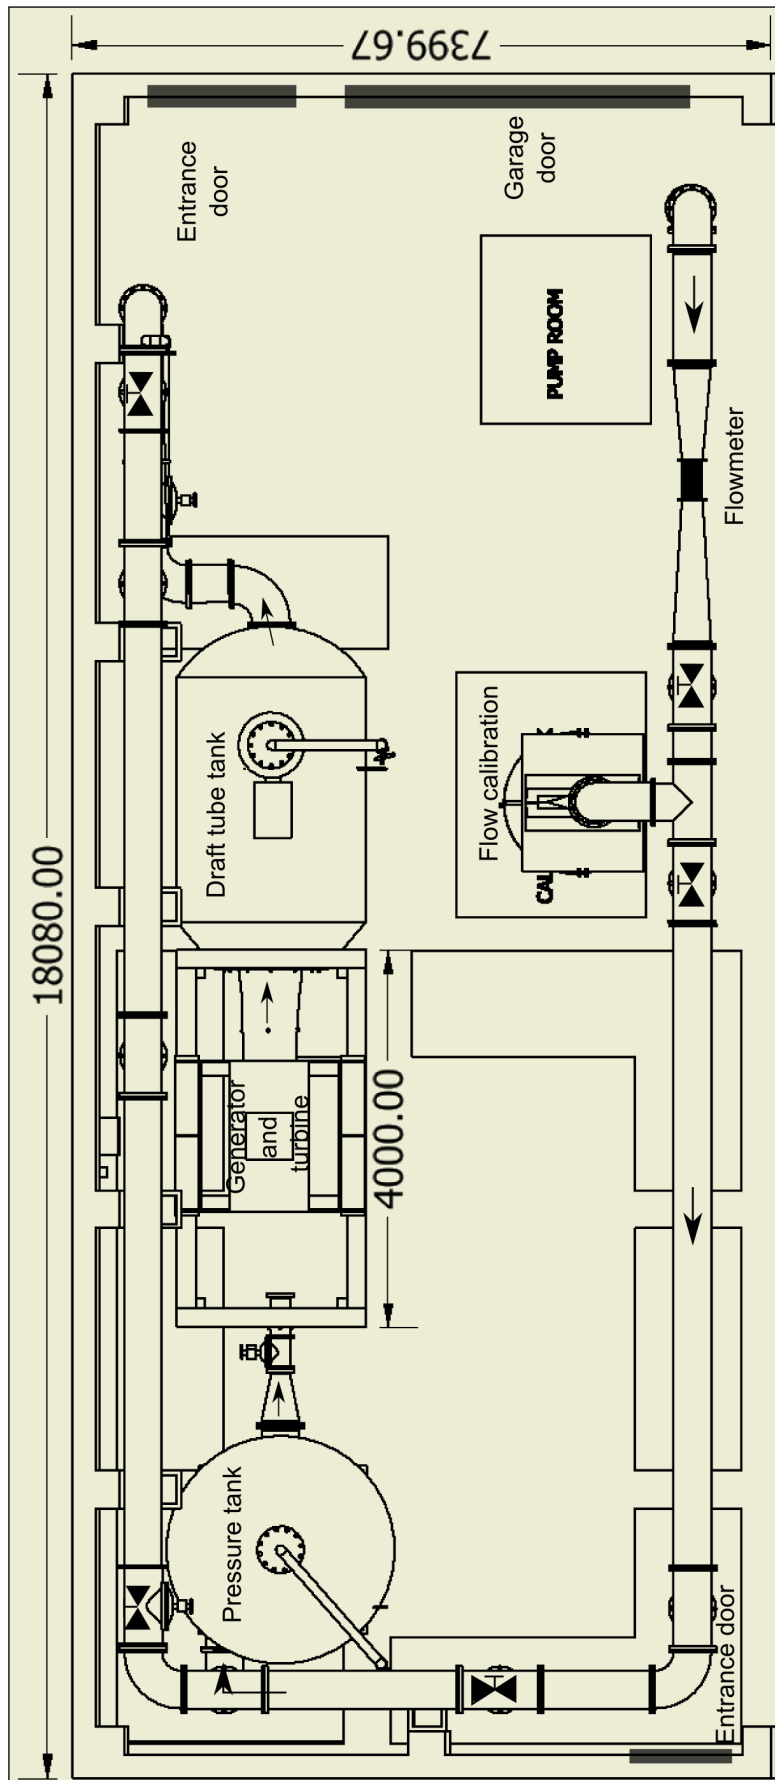 7399.67
Entrance
door
Garage
door
PUMP ROOM
Flowmeter
Flow calibration
CAL
Draft tube tank
18080.00
Generator
and
turbine
4000.00
Pressure tank
Entrance door